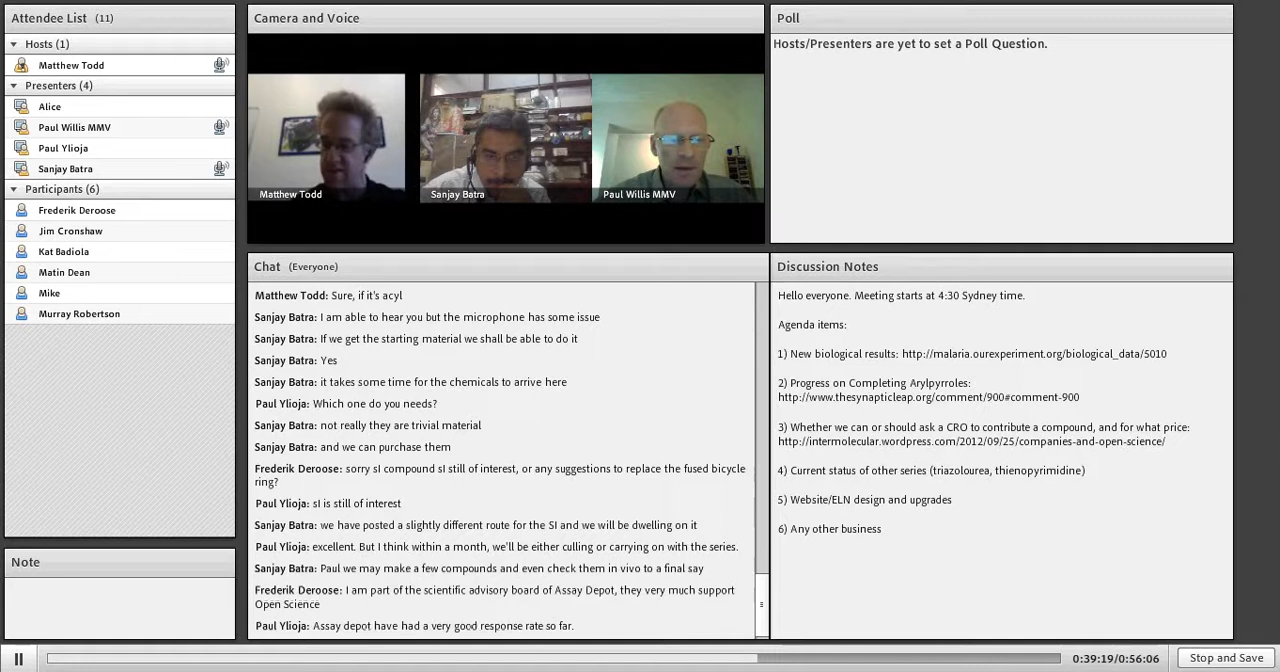 Attendee List (11)
Hosts (1)
Matthew Todd
Presenters (4)
Alice
Paul Willis MMV
Paul Ylioja
Sanjay Batra
Participants (6)
Frederik Deroose
Jim Cronshaw
Kat Badiola
Matin Dean
Mike
Murray Robertson
Note
Camera and Voice
Matthew Todd
Sanjay Batra
Paul Willis MMV
Chat (Everyone)
Matthew Todd: Sure, if it's acyl
Sanjay Batra: I am able to hear you but the microphone has some issue
Sanjay Batra: If we get the starting material we shall be able to do it
Sanjay Batra: Yes
Sanjay Batra: it takes some time for the chemicals to arrive here
Paul Ylioja: Which one do you needs?
Sanjay Batra: not really they are trivial material
Sanjay Batra: and we can purchase them
Frederik Deroose: sorry sI compound sI still of interest, or any suggestions to replace the fused bicycle
ring?
Paul Ylioja: sI is still of interest
Sanjay Batra: we have posted a slightly different route for the SI and we will be dwelling on it
Paul Ylioja: excellent. But I think within a month, we'll be either culling or carrying on with the series.
Sanjay Batra: Paul we may make a few compounds and even check them in vivo to a final say
Frederik Deroose: I am part of the scientific advisory board of Assay Depot, they very much support
Open Science
Paul Ylioja: Assay depot have had a very good response rate so far.
Poll
Hosts/Presenters are yet to set a Poll Question.
Discussion Notes
Hello everyone. Meeting starts at 4:30 Sydney time.
Agenda items:
1) New biological results: http://malaria.ourexperiment.org/biological_data/5010
2) Progress on Completing Arylpyrroles:
http://www.thesynapticleap.org/comment/900#comment-900
3) Whether we can or should ask a CRO to contribute a compound, and for what price:
http://intermolecular.wordpress.com/2012/09/25/companies-and-open-science/
4) Current status of other series (triazolourea, thienopyrimidine)
5) Website/ELN design and upgrades
6) Any other business
0:39:19/0:56:06
Stop and Save